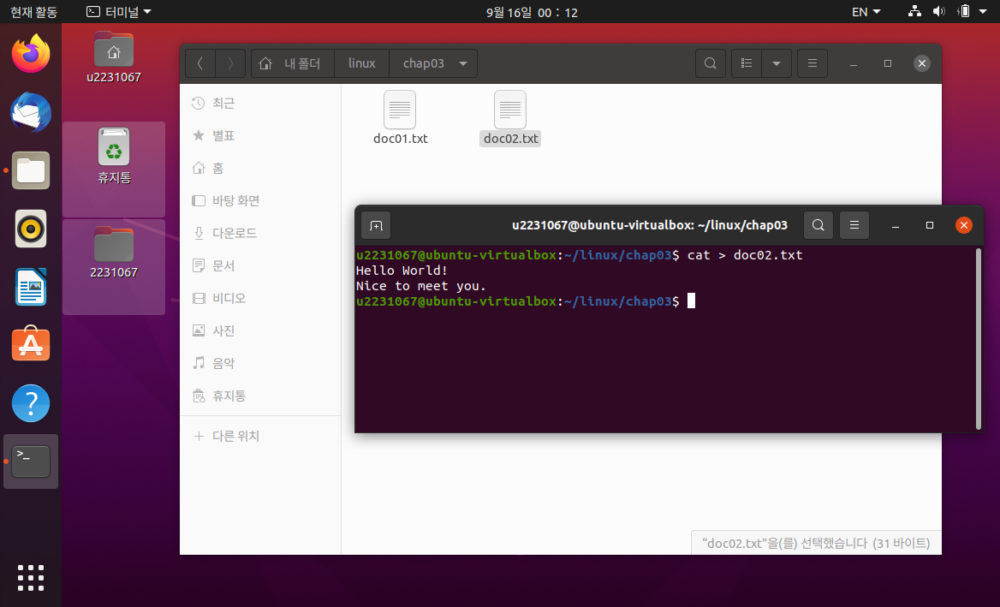 현재 활동
터미널
9월 16일 00 : 12
EN
u2231067
휴지통
2231067
내 폴더
linux
chap03
최근
별표
홈
바탕 화면
다운로드
문서
비디오
사진
음악
휴지통
다른 위치
doc01.txt
doc02.txt
u2231067@ubuntu-virtualbox: ~/linux/chap03
u2231067@ubuntu-virtualbox:~/linux/chap03$ cat > doc02.txt
Hello World!
Nice to meet you.
u2231067@ubuntu-virtualbox:~/linux/chap03$
“doc02.txt”을(를) 선택했습니다 (31 바이트)